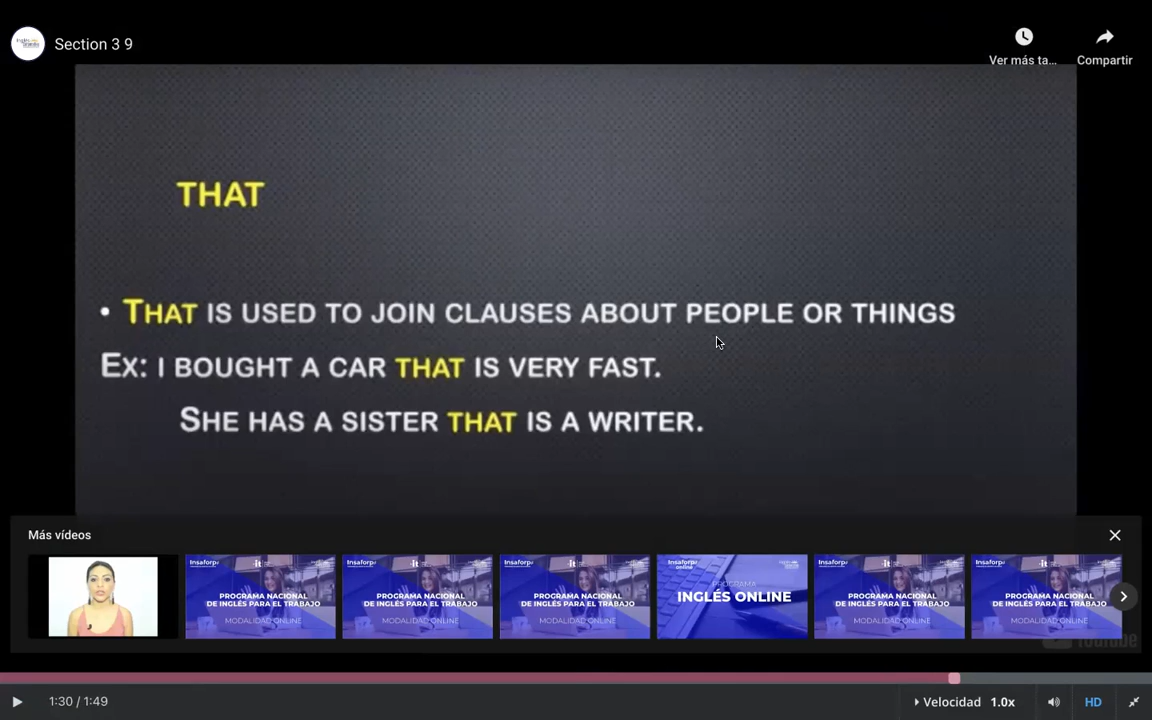 Section 3 9
Ver más ta...
Compartir
THAT
• THAT IS USED TO JOIN CLAUSES ABOUT PEOPLE OR THINGS
EX: I BOUGHT A CAR THAT IS VERY FAST.
SHE HAS A SISTER THAT IS A WRITER.
Más vídeos
Insaforp
PROGRAMA NACIONAL
DE INGLÉS PARA EL TRABAJO
MODALIDAD ONLINE
Insaforp
PROGRAMA NACIONAL
DE INGLÉS PARA EL TRABAJO
MODALIDAD ONLINE
Insaforp
PROGRAMA NACIONAL
DE INGLÉS PARA EL TRABAJO
MODALIDAD ONLINE
Insaforp
online
PROGRAMA
INGLÉS ONLINE
Insaforp
PROGRAMA NACIONAL
DE INGLÉS PARA EL TRABAJO
MODALIDAD ONLINE
Insaforp
PROGRAMA NACIONAL
DE INGLÉS PARA EL TRABAJO
MODALIDAD ONLINE
YouTube
1:30 / 1:49
Velocidad 1.0x
HD